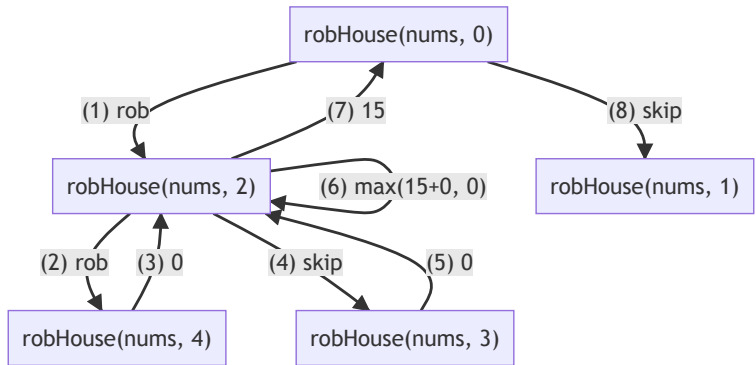 robHouse(nums, 0)
(1) rob
(7) 15
(8) skip
robHouse(nums, 2)
(6) max(15+0, 0)
robHouse(nums, 1)
(2) rob
(3) 0
(4) skip
(5) 0
robHouse(nums, 4)
robHouse(nums, 3)